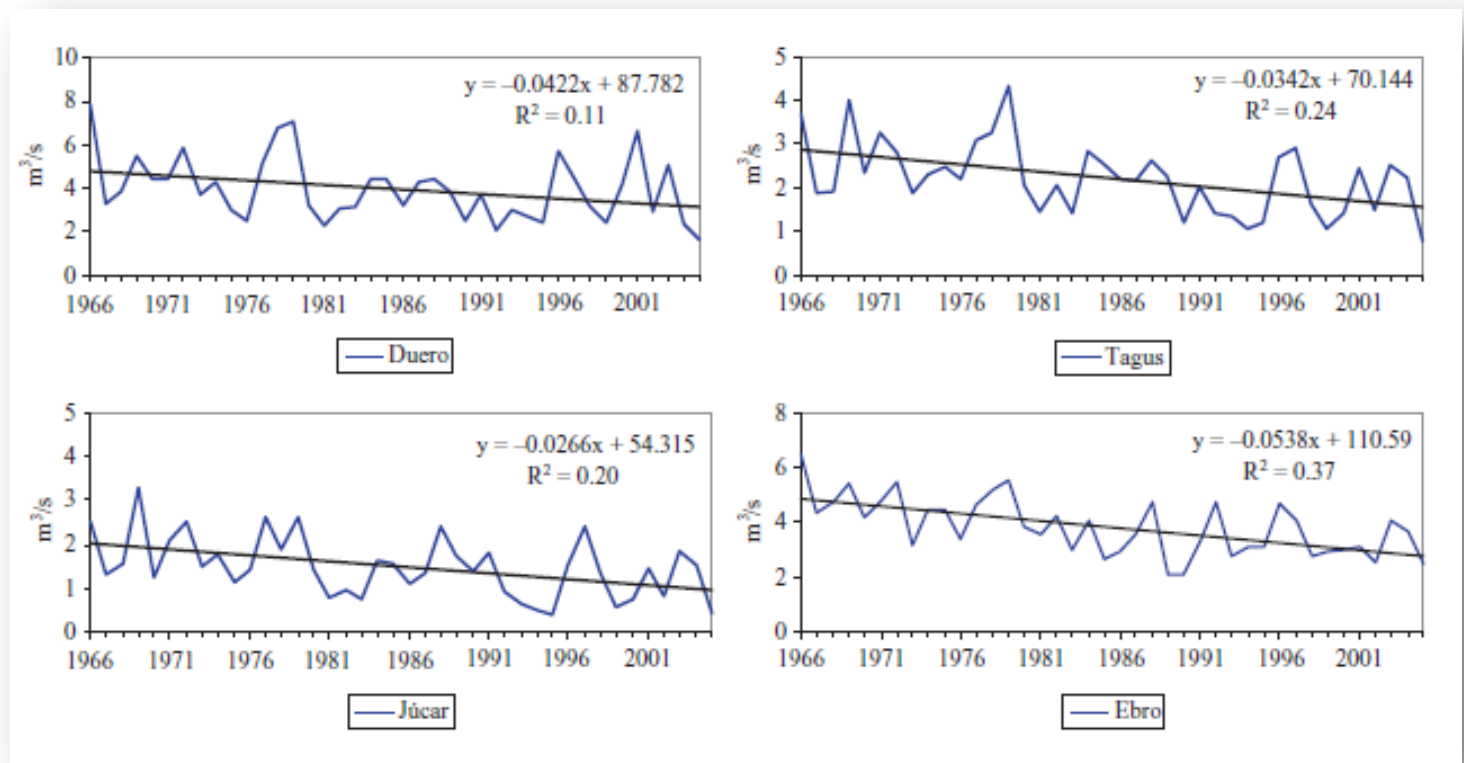 10
8
6
4
2
0
m³/s
y = –0.0422x + 87.782
R² = 0.11
1966 1971 1976 1981 1986 1991 1996 2001
Duero
5
4
3
2
1
0
m³/s
y = –0.0342x + 70.144
R² = 0.24
1966 1971 1976 1981 1986 1991 1996 2001
Tagus
5
4
3
2
1
0
m³/s
y = –0.0266x + 54.315
R² = 0.20
1966 1971 1976 1981 1986 1991 1996 2001
Júcar
8
6
4
2
0
m³/s
y = –0.0538x + 110.59
R² = 0.37
1966 1971 1976 1981 1986 1991 1996 2001
Ebro